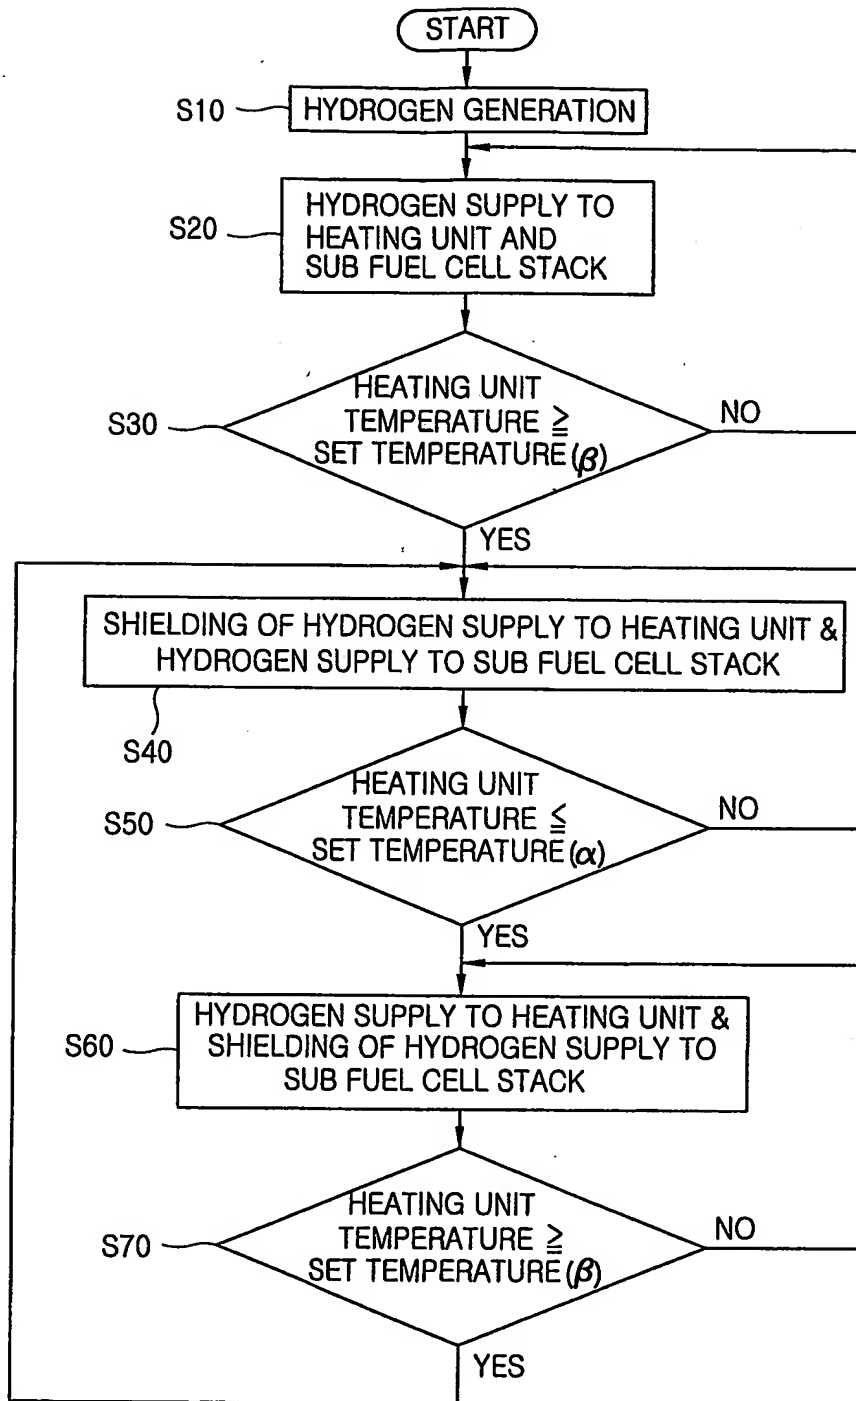 START
S10
HYDROGEN GENERATION
S20
HYDROGEN SUPPLY TO
HEATING UNIT AND
SUB FUEL CELL STACK
S30
HEATING UNIT
TEMPERATURE ≧
SET TEMPERATURE(β)
NO
YES
SHIELDING OF HYDROGEN SUPPLY TO HEATING UNIT &
HYDROGEN SUPPLY TO SUB FUEL CELL STACK
S40
S50
HEATING UNIT
TEMPERATURE ≦
SET TEMPERATURE(α)
NO
YES
S60
HYDROGEN SUPPLY TO HEATING UNIT &
SHIELDING OF HYDROGEN SUPPLY TO
SUB FUEL CELL STACK
S70
HEATING UNIT
TEMPERATURE ≧
SET TEMPERATURE(β)
NO
YES